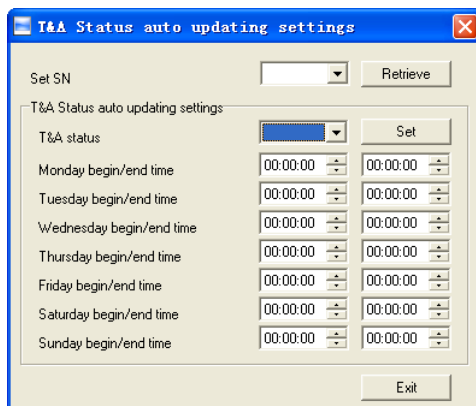 T&A Status auto updating settings
Set SN
Retrieve
T&A Status auto updating settings
T&A status
Set
Monday begin/end time 00:00:00 00:00:00
Tuesday begin/end time 00:00:00 00:00:00
Wednesday begin/end time 00:00:00 00:00:00
Thursday begin/end time 00:00:00 00:00:00
Friday begin/end time 00:00:00 00:00:00
Saturday begin/end time 00:00:00 00:00:00
Sunday begin/end time 00:00:00 00:00:00
Exit